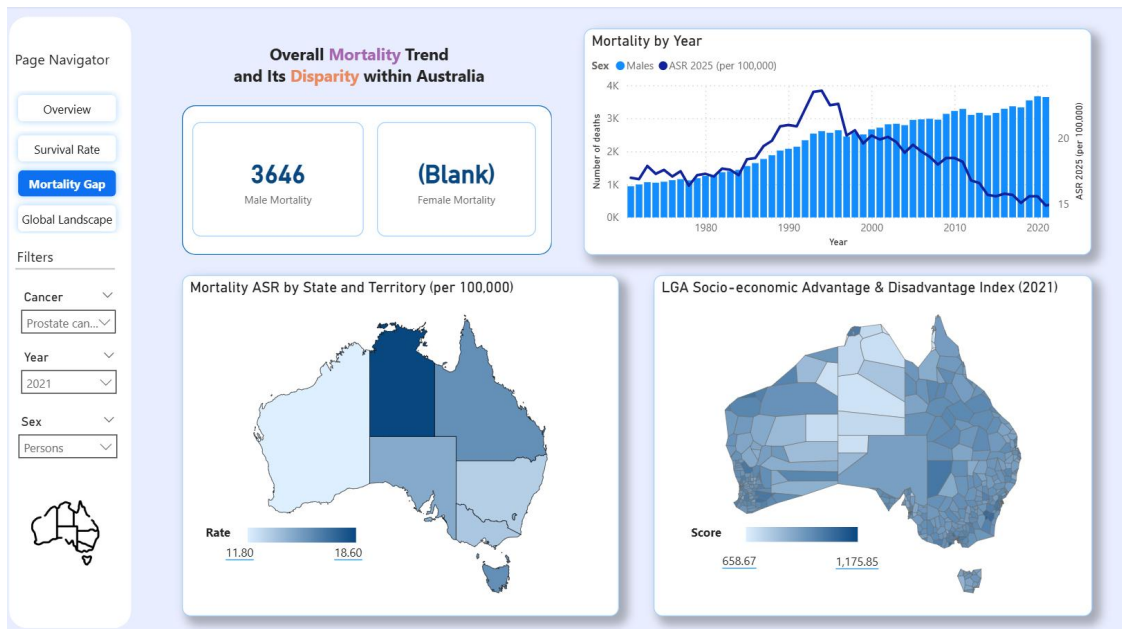 Page Navigator
Overview
Survival Rate
Mortality Gap
Global Landscape
Filters
Cancer
Prostate can...
Year
2021
Sex
Persons
Overall Mortality Trend
and Its Disparity within Australia
3646
Male Mortality
(Blank)
Female Mortality
Mortality by Year
Sex Males ASR 2025 (per 100,000)
Number of deaths
4K
3K
2K
1K
0K
1980
1990
2000
2010
2020
Year
20
15
ASR 2025 (per 100,000)
Mortality ASR by State and Territory (per 100,000)
Rate
11.80
18.60
LGA Socio-economic Advantage & Disadvantage Index (2021)
Score
658.67
1,175.85